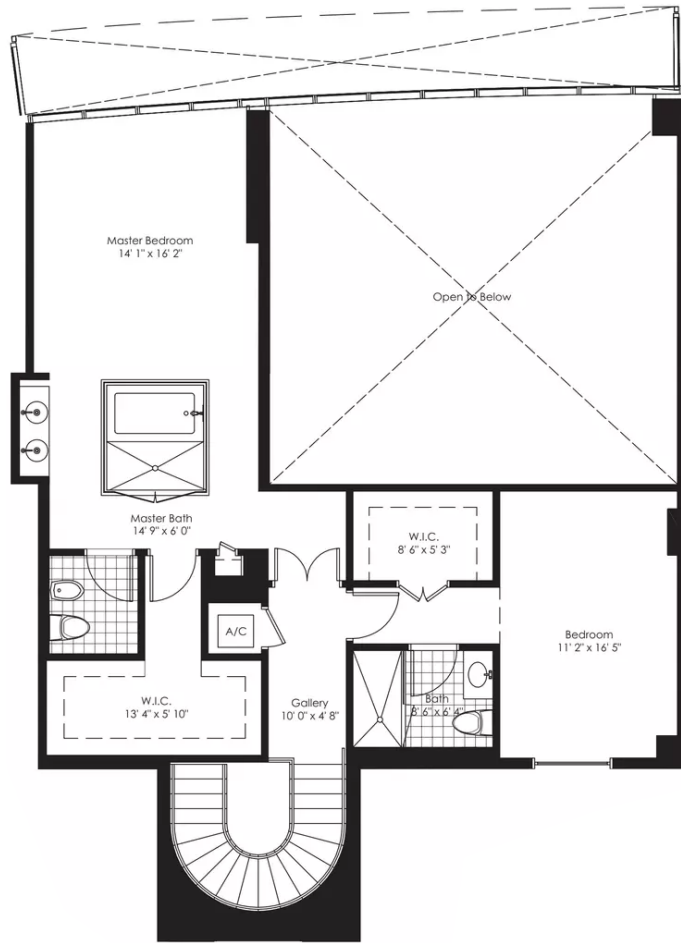 Master Bedroom
14' 1" x 16' 2"
Open to Below
Master Bath
14' 9" x 6' 0"
W.I.C.
8' 6" x 5' 3"
A/C
Bedroom
11' 2" x 16' 5"
W.I.C.
13' 4" x 5' 10"
Gallery
10' 0" x 4' 8"
Bath
8' 6" x 6' 4"